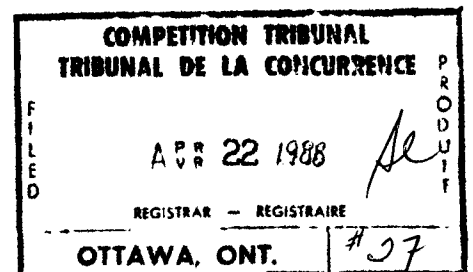 COMPETITION TRIBUNAL
TRIBUNAL DE LA CONCURRENCE
FILED
PRODUIT
APR
AVR 22 1988
REGISTRAR — REGISTRAIRE
OTTAWA, ONT.
#27